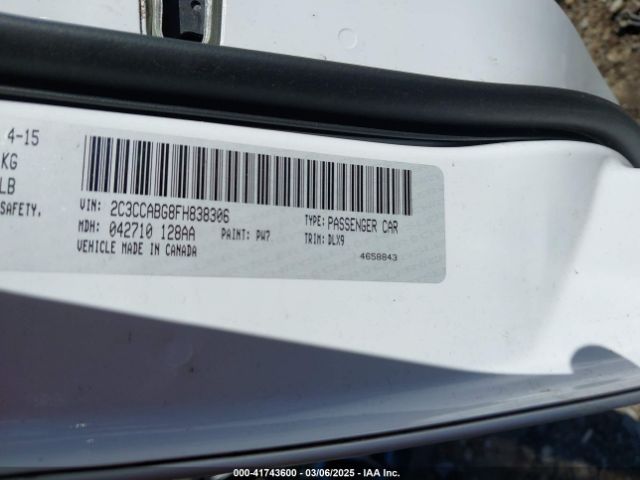 4-15
KG
LB
SAFETY.
VIN: 2C3CCABG8FH838306
TYPE: PASSENGER CAR
MDH: 042710 128AA
PAINT: PW7
TRIM: DLX9
VEHICLE MADE IN CANADA
4658843
000-41743600 - 03/06/2025 - IAA Inc.